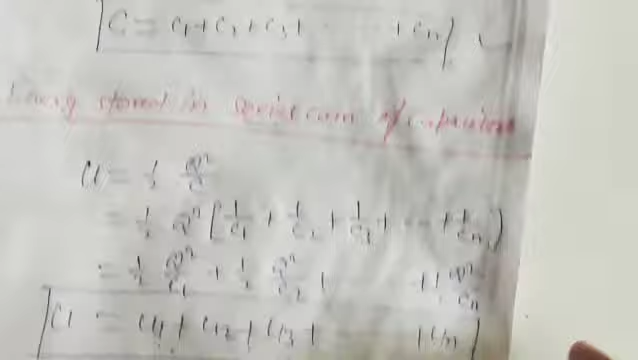 C = C₁ + C₂ + C₃ + ... + Cn
Energy stored in series com of capacitors
U = ½ Q²/C
= ½ Q² [1/C₁ + 1/C₂ + 1/C₃ + --- + 1/Cn]
= ½ Q²/C₁ + ½ Q²/C₂ + ... + ½ Q²/Cn
U = U₁ + U₂ + U₃ + ... + Un